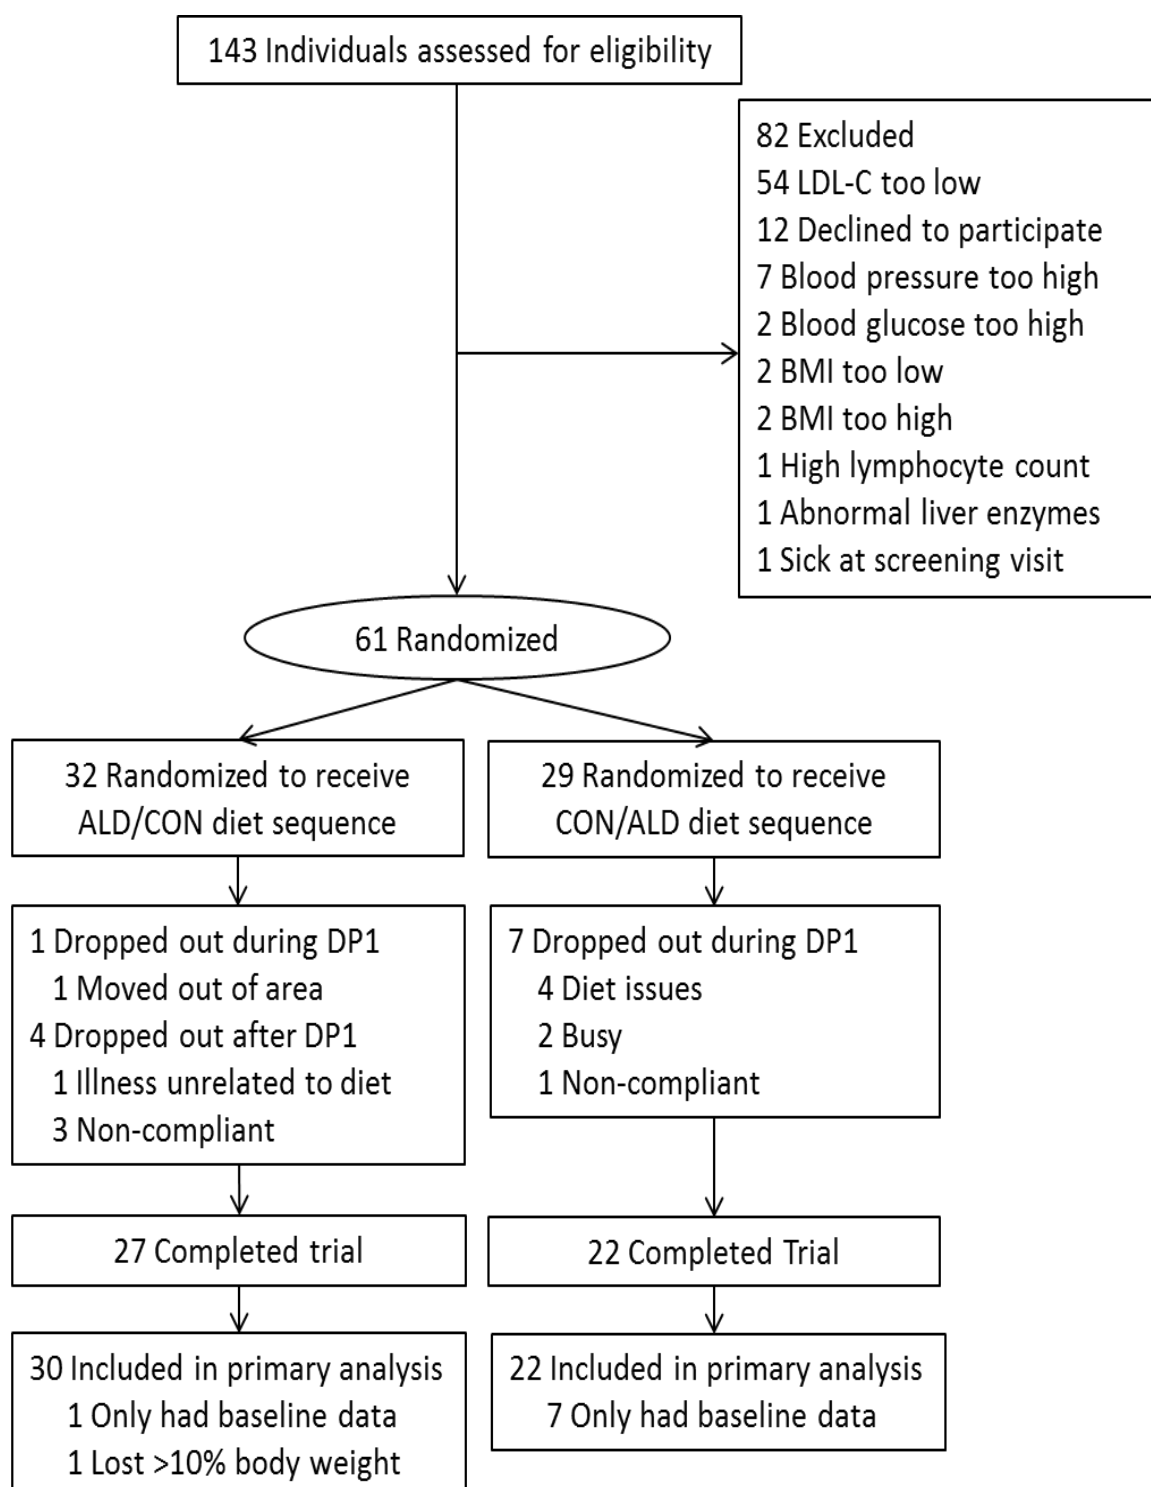 143 Individuals assessed for eligibility
82 Excluded
54 LDL-C too low
12 Declined to participate
7 Blood pressure too high
2 Blood glucose too high
2 BMI too low
2 BMI too high
1 High lymphocyte count
1 Abnormal liver enzymes
1 Sick at screening visit
61 Randomized
32 Randomized to receive
ALD/CON diet sequence
29 Randomized to receive
CON/ALD diet sequence
1 Dropped out during DP1
1 Moved out of area
4 Dropped out after DP1
1 Illness unrelated to diet
3 Non-compliant
7 Dropped out during DP1
4 Diet issues
2 Busy
1 Non-compliant
27 Completed trial
22 Completed Trial
30 Included in primary analysis
1 Only had baseline data
1 Lost >10% body weight
22 Included in primary analysis
7 Only had baseline data